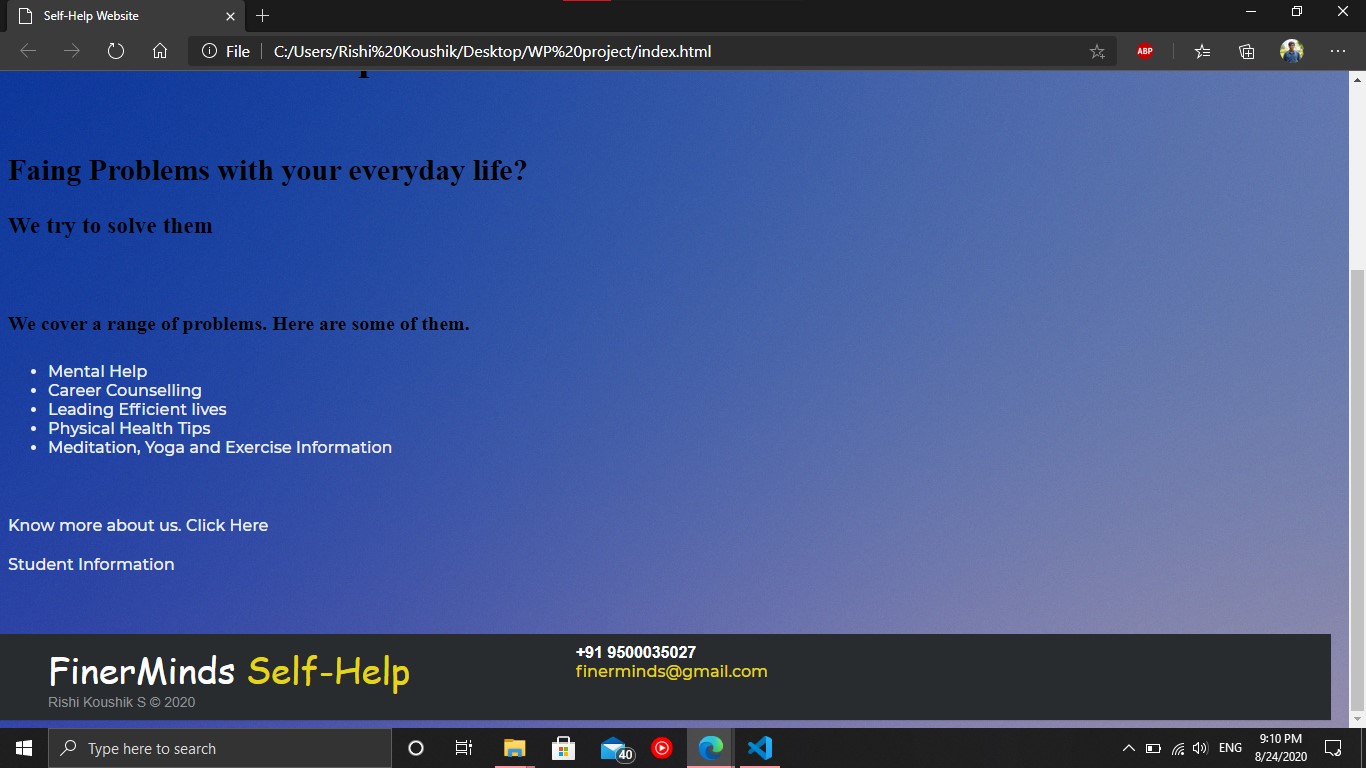 Self-Help Website
File
C:/Users/Rishi%20Koushik/Desktop/WP%20project/index.html
ABP
Faing Problems with your everyday life?
We try to solve them
We cover a range of problems. Here are some of them.
• Mental Help
• Career Counselling
• Leading Efficient lives
• Physical Health Tips
• Meditation, Yoga and Exercise Information
Know more about us. Click Here
Student Information
FinerMinds Self-Help
Rishi Koushik S © 2020
+91 9500035027
finerminds@gmail.com
Type here to search
40
ENG
9:10 PM
8/24/2020